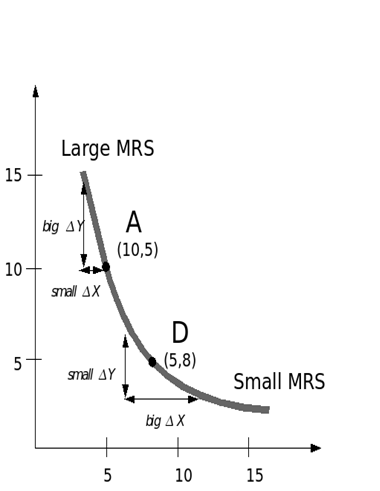 Large MRS
15
big ΔY
A
(10,5)
10
small ΔX
D
(5,8)
5
small ΔY
Small MRS
big ΔX
5
10
15